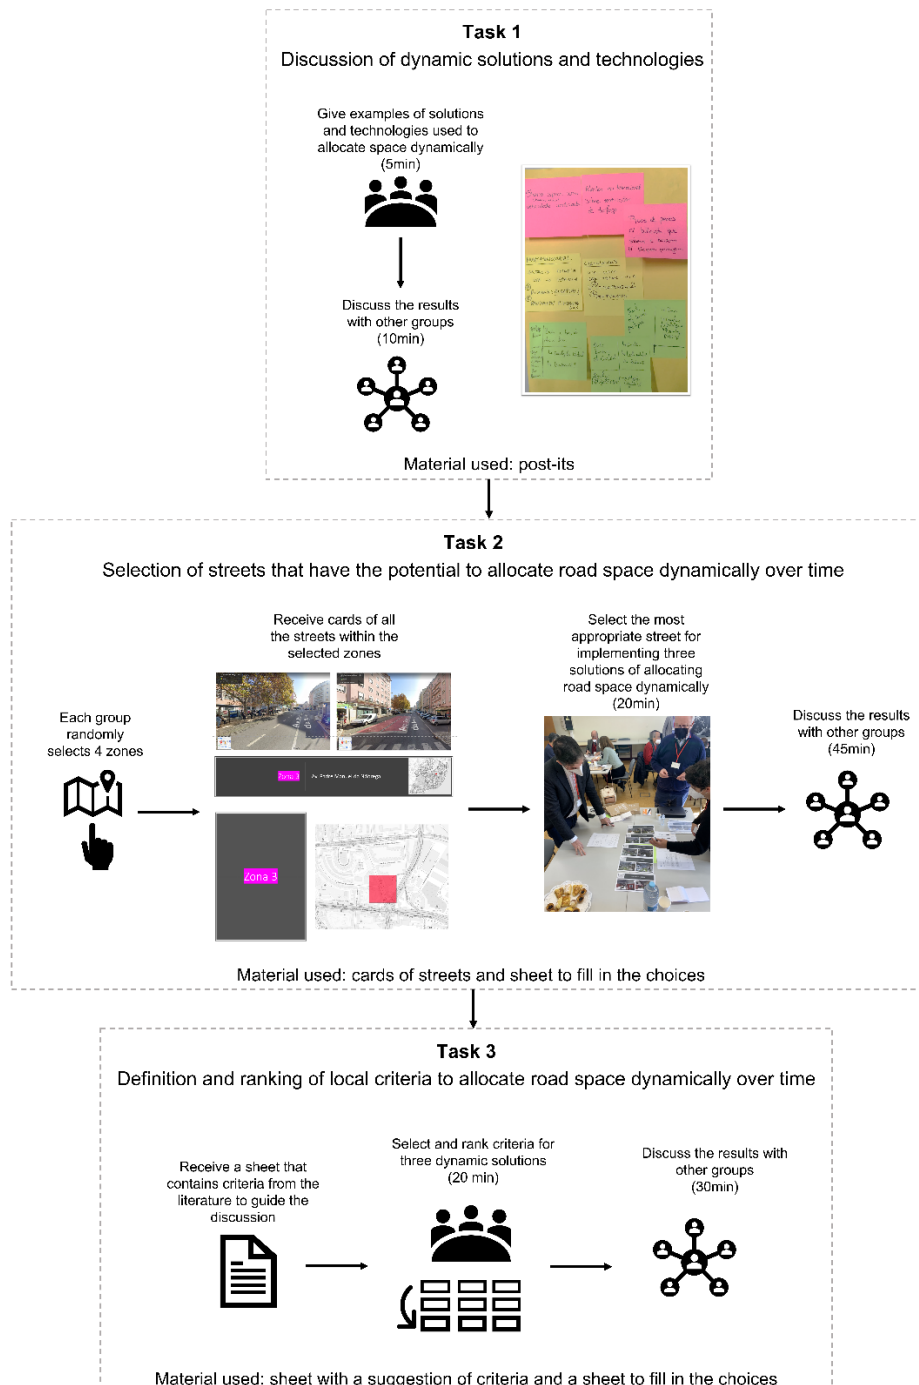 Task 1
Discussion of dynamic solutions and technologies
Give examples of solutions
and technologies used to
allocate space dynamically
(5min)
Discuss the results
with other groups
(10min)
Material used: post-its
Task 2
Selection of streets that have the potential to allocate road space dynamically over time
Each group
randomly
selects 4 zones
Receive cards of all
the streets within the
selected zones
Zona 3
Av. Padre Manuel da Nóbrega
Zona 3
Select the most
appropriate street for
implementing three
solutions of allocating
road space dynamically
(20min)
Discuss the results
with other groups
(45min)
Material used: cards of streets and sheet to fill in the choices
Task 3
Definition and ranking of local criteria to allocate road space dynamically over time
Receive a sheet that
contains criteria from the
literature to guide the
discussion
Select and rank criteria for
three dynamic solutions
(20 min)
Discuss the results with
other groups
(30min)
Material used: sheet with a suggestion of criteria and a sheet to fill in the choices